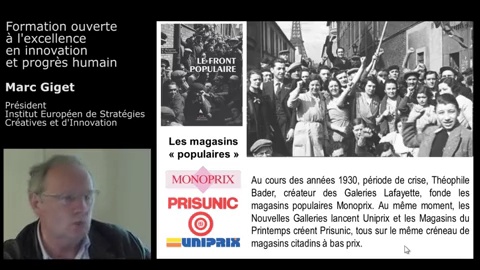 Formation ouverte
à l'excellence
en innovation
et progrès humain
Marc Giget
Président
Institut Européen de Stratégies
Créatives et d'Innovation
LE FRONT
POPULAIRE
Les magasins
« populaires »
MONOPRIX
PRISUNIC
UNIPRIX
Au cours des années 1930, période de crise, Théophile
Bader, créateur des Galeries Lafayette, fonde les
magasins populaires Monoprix. Au même moment, les
Nouvelles Galleries lancent Uniprix et les Magasins du
Printemps créent Prisunic, tous sur le même créneau de
magasins citadins à bas prix.